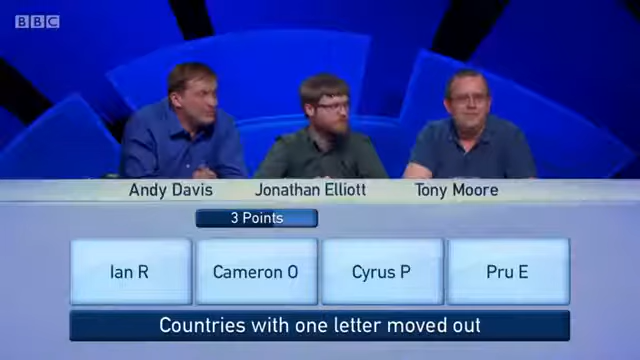 BBC
Andy Davis Jonathan Elliott Tony Moore
3 Points
Ian R Cameron O Cyrus P Pru E
Countries with one letter moved out